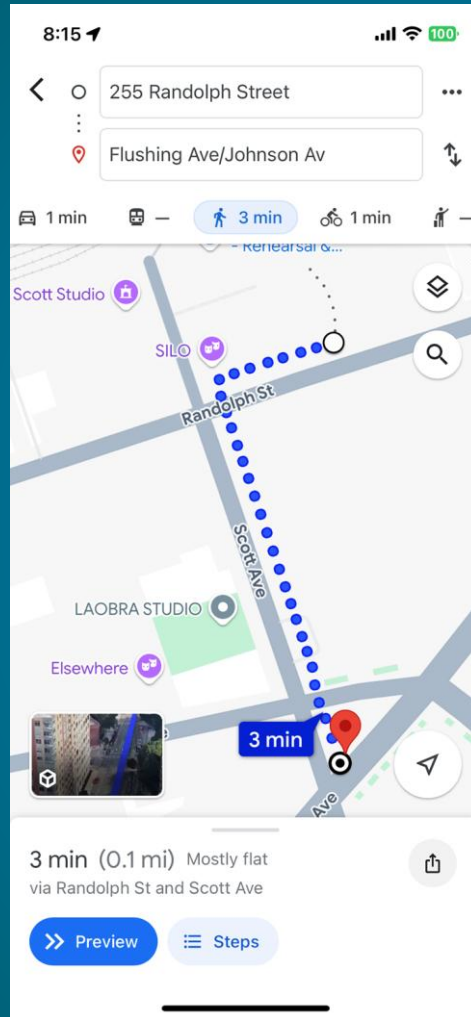 8:15
100
255 Randolph Street
Flushing Ave/Johnson Av
1 min
—
3 min
1 min
—
- Rehearsal &...
Scott Studio
SILO
Randolph St
Scott Ave
LAOBRA STUDIO
Elsewhere
3 min
Ave
3 min (0.1 mi) Mostly flat
via Randolph St and Scott Ave
Preview
Steps